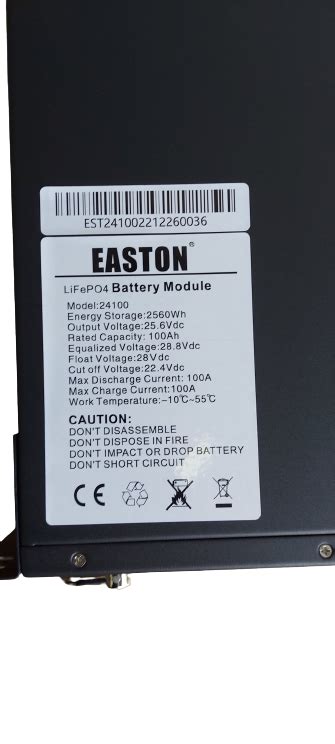 EST241002212260036
EASTON®
LiFePO4 Battery Module
Model:24100
Energy Storage:2560Wh
Output Voltage:25.6Vdc
Rated Capacity: 100Ah
Equalized Voltage:28.8Vdc
Float Voltage:28Vdc
Cut off Voltage:22.4Vdc
Max Discharge Current: 100A
Max Charge Current:100A
Work Temperature:-10℃~55℃
CAUTION:
DON'T DISASSEMBLE
DON'T DISPOSE IN FIRE
DON'T IMPACT OR DROP BATTERY
DON'T SHORT CIRCUIT
CE